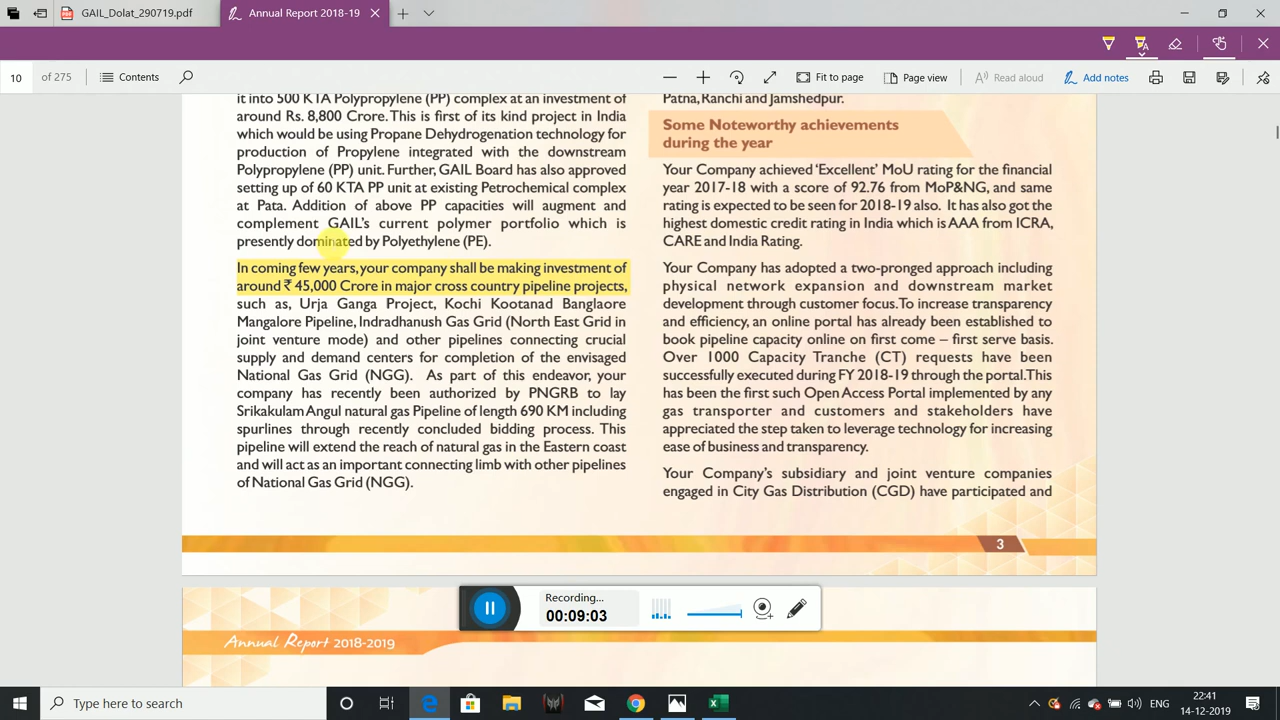 GAIL_Dolat_290719.pdf
Annual Report 2018-19
10
of 275
Contents
Fit to page
Page view
Read aloud
Add notes
it into 500 KTA Polypropylene (PP) complex at an investment of
around Rs. 8,800 Crore. This is first of its kind project in India
which would be using Propane Dehydrogenation technology for
production of Propylene integrated with the downstream
Polypropylene (PP) unit. Further, GAIL Board has also approved
setting up of 60 KTA PP unit at existing Petrochemical complex
at Pata. Addition of above PP capacities will augment and
complement GAIL's current polymer portfolio which is
presently dominated by Polyethylene (PE).
In coming few years, your company shall be making investment of
around ₹ 45,000 Crore in major cross country pipeline projects,
such as, Urja Ganga Project, Kochi Kootanad Banglaore
Mangalore Pipeline, Indradhanush Gas Grid (North East Grid in
joint venture mode) and other pipelines connecting crucial
supply and demand centers for completion of the envisaged
National Gas Grid (NGG). As part of this endeavor, your
company has recently been authorized by PNGRB to lay
Srikakulam Angul natural gas Pipeline of length 690 KM including
spurlines through recently concluded bidding process. This
pipeline will extend the reach of natural gas in the Eastern coast
and will act as an important connecting limb with other pipelines
of National Gas Grid (NGG).
Patna, Ranchi and Jamshedpur.
Some Noteworthy achievements
during the year
Your Company achieved 'Excellent' MoU rating for the financial
year 2017-18 with a score of 92.76 from MoP&NG, and same
rating is expected to be seen for 2018-19 also. It has also got the
highest domestic credit rating in India which is AAA from ICRA,
CARE and India Rating.
Your Company has adopted a two-pronged approach including
physical network expansion and downstream market
development through customer focus. To increase transparency
and efficiency, an online portal has already been established to
book pipeline capacity online on first come – first serve basis.
Over 1000 Capacity Tranche (CT) requests have been
successfully executed during FY 2018-19 through the portal. This
has been the first such Open Access Portal implemented by any
gas transporter and customers and stakeholders have
appreciated the step taken to leverage technology for increasing
ease of business and transparency.
Your Company's subsidiary and joint venture companies
engaged in City Gas Distribution (CGD) have participated and
3
Recording...
00:09:03
Annual Report 2018-2019
Type here to search
ENG
22:41
14-12-2019